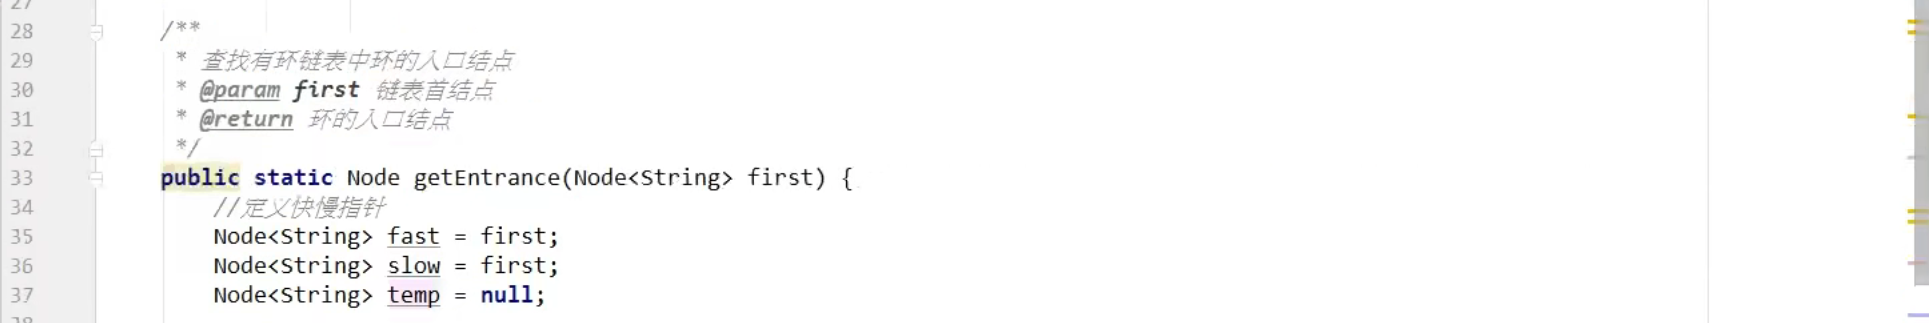 27
28 /**
29 * 查找有环链表中环的入口结点
30 * @param first 链表首结点
31 * @return 环的入口结点
32 */
33 public static Node getEntrance(Node<String> first) {
34 //定义快慢指针
35 Node<String> fast = first;
36 Node<String> slow = first;
37 Node<String> temp = null;
38